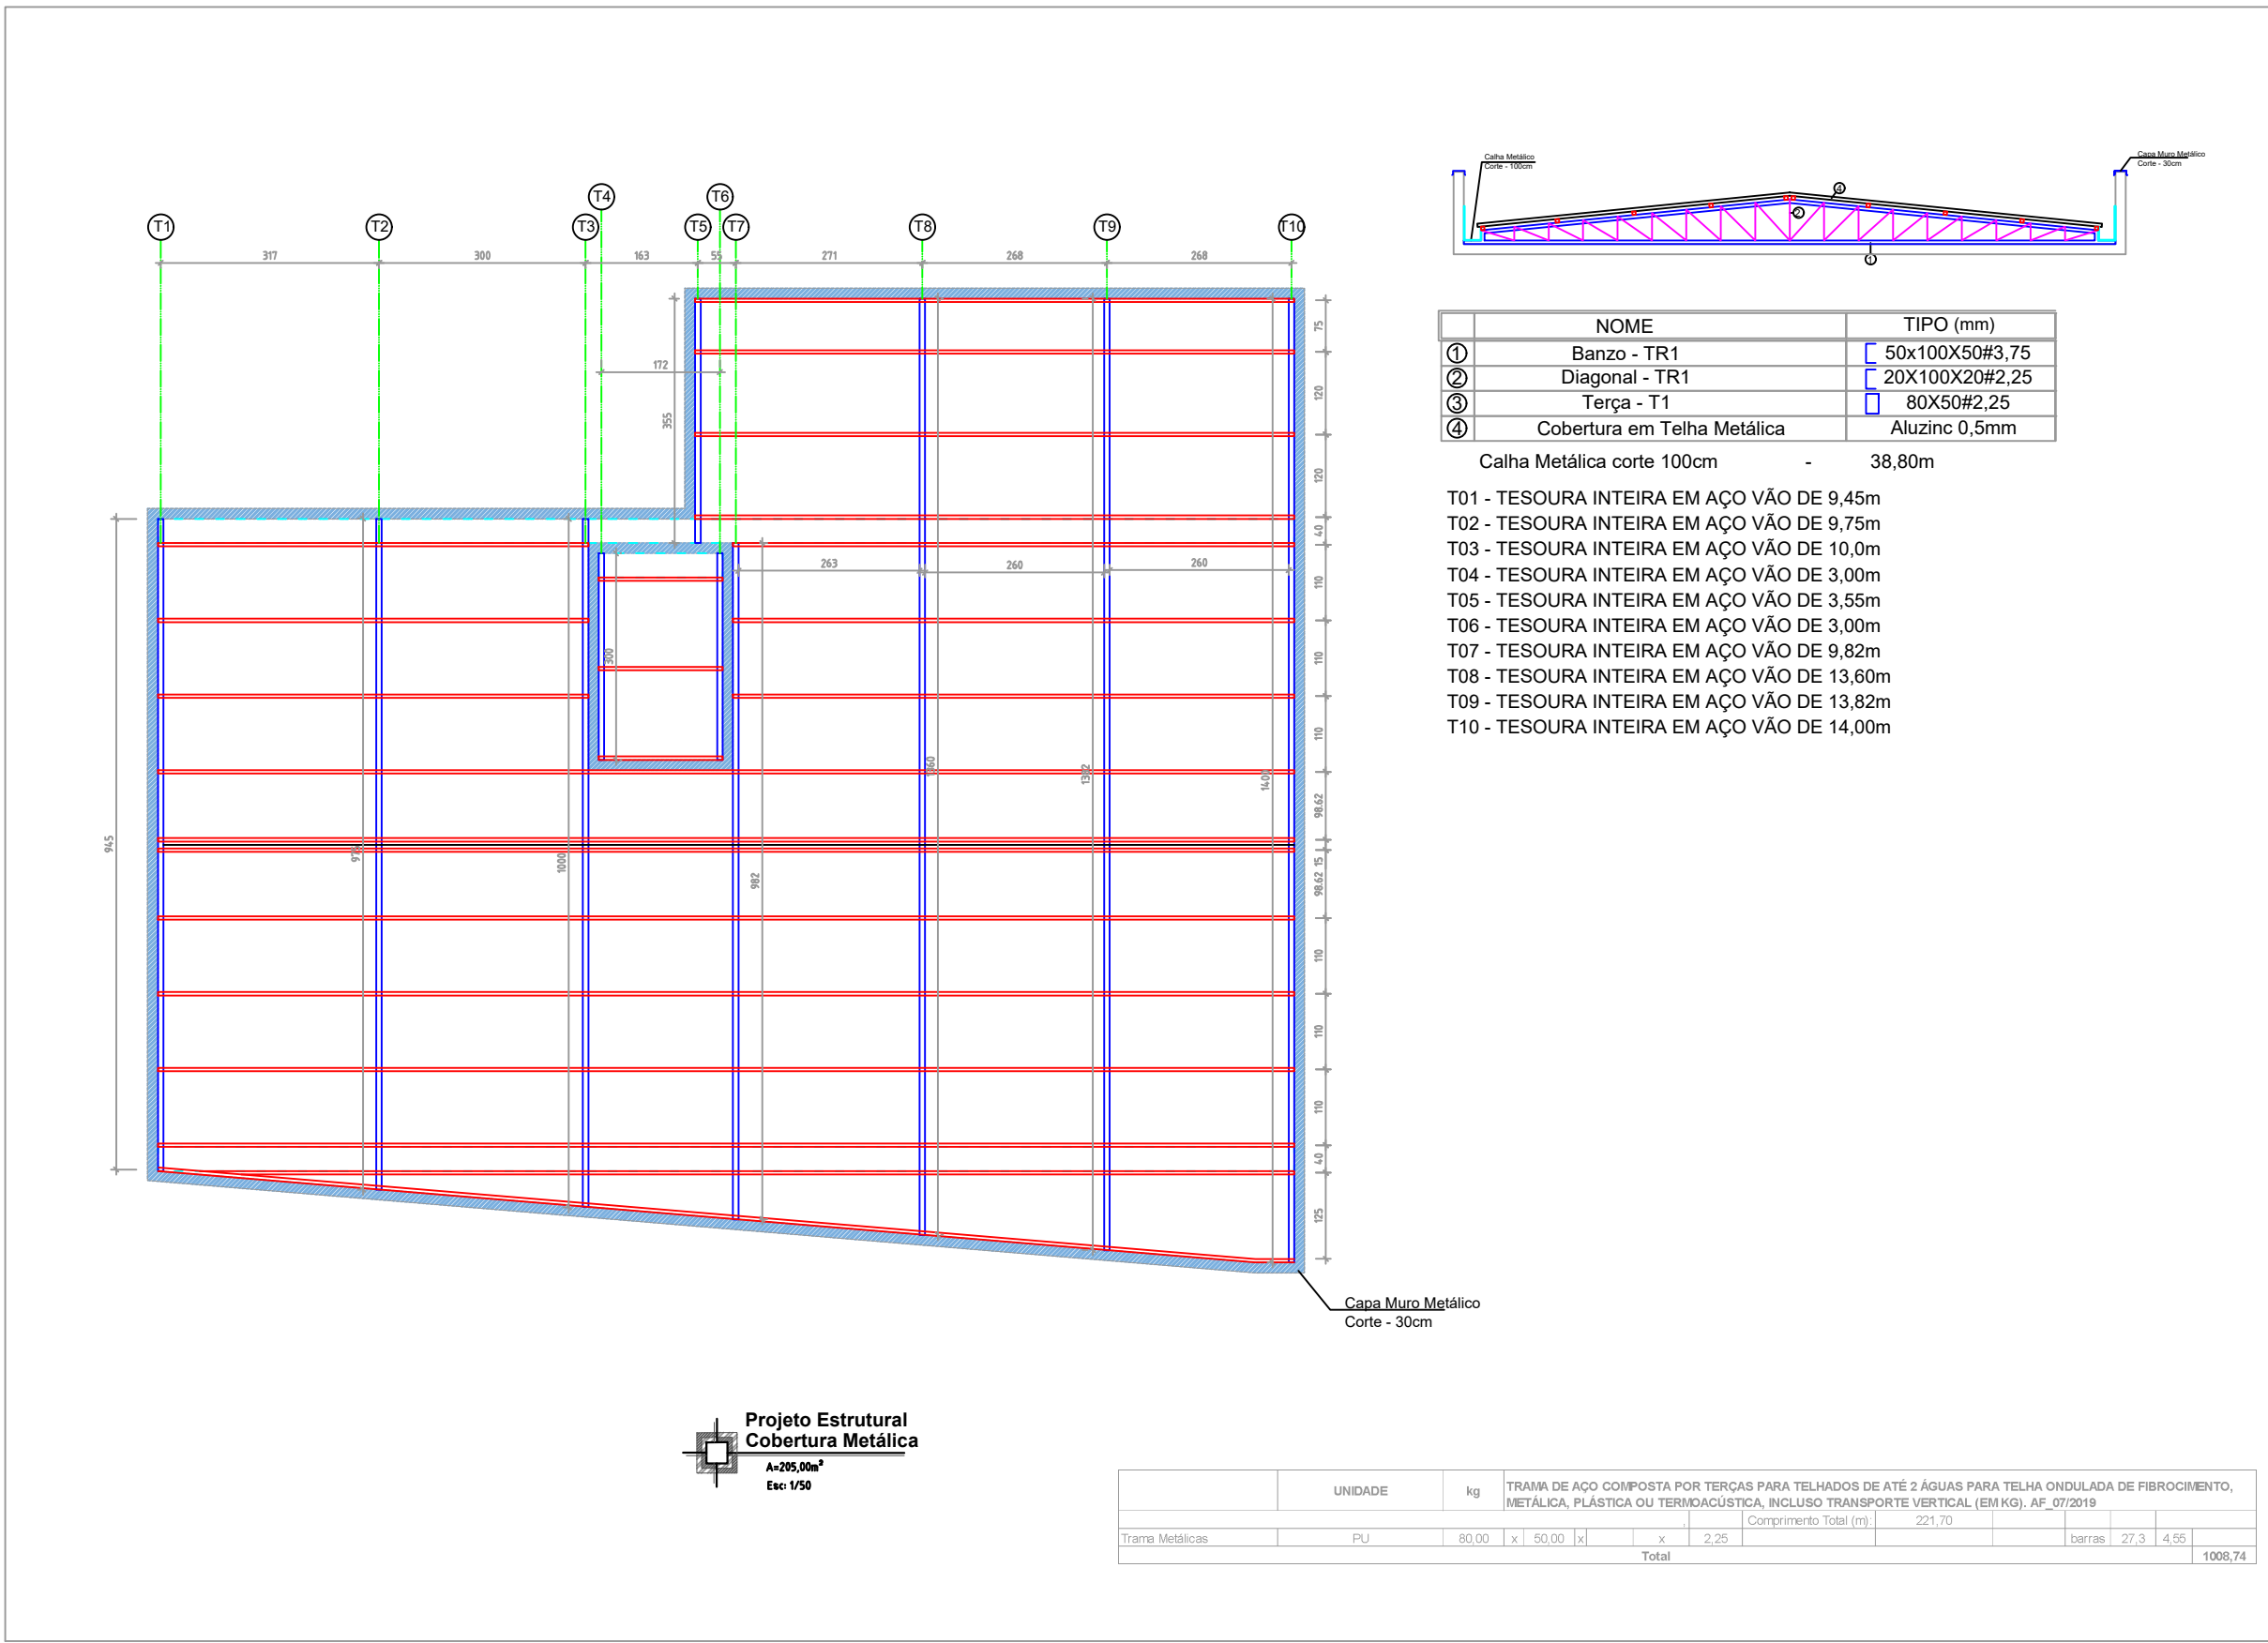 T4
T6
T1
T2
T3
T5
T7
T8
T9
T10
317
300
163
55
271
268
268
172
355
75
120
120
40
110
110
110
98.62
15
98.62
110
110
110
40
125
263
260
260
300
945
1000
982
1382
Calha Metálico
Corte - 100cm
Capa Muro Metálico
Corte - 30cm
4
2
1
NOME
TIPO (mm)
1 Banzo - TR1 50x100X50#3,75
2 Diagonal - TR1 20X100X20#2,25
3 Terça - T1 80X50#2,25
4 Cobertura em Telha Metálica Aluzinc 0,5mm
Calha Metálica corte 100cm - 38,80m
T01 - TESOURA INTEIRA EM AÇO VÃO DE 9,45m
T02 - TESOURA INTEIRA EM AÇO VÃO DE 9,75m
T03 - TESOURA INTEIRA EM AÇO VÃO DE 10,0m
T04 - TESOURA INTEIRA EM AÇO VÃO DE 3,00m
T05 - TESOURA INTEIRA EM AÇO VÃO DE 3,55m
T06 - TESOURA INTEIRA EM AÇO VÃO DE 3,00m
T07 - TESOURA INTEIRA EM AÇO VÃO DE 9,82m
T08 - TESOURA INTEIRA EM AÇO VÃO DE 13,60m
T09 - TESOURA INTEIRA EM AÇO VÃO DE 13,82m
T10 - TESOURA INTEIRA EM AÇO VÃO DE 14,00m
Capa Muro Metálico
Corte - 30cm
Projeto Estrutural
Cobertura Metálica
A=205,00m²
Esc: 1/50
UNIDADE kg TRAMA DE AÇO COMPOSTA POR TERÇAS PARA TELHADOS DE ATÉ 2 ÁGUAS PARA TELHA ONDULADA DE FIBROCIMENTO,
METÁLICA, PLÁSTICA OU TERMOACÚSTICA, INCLUSO TRANSPORTE VERTICAL (EM KG). AF_07/2019
, Comprimento Total (m): 221,70
Trama Metálicas PU 80,00 x 50,00 x x 2,25 barras 27,3 4,55
Total 1008,74